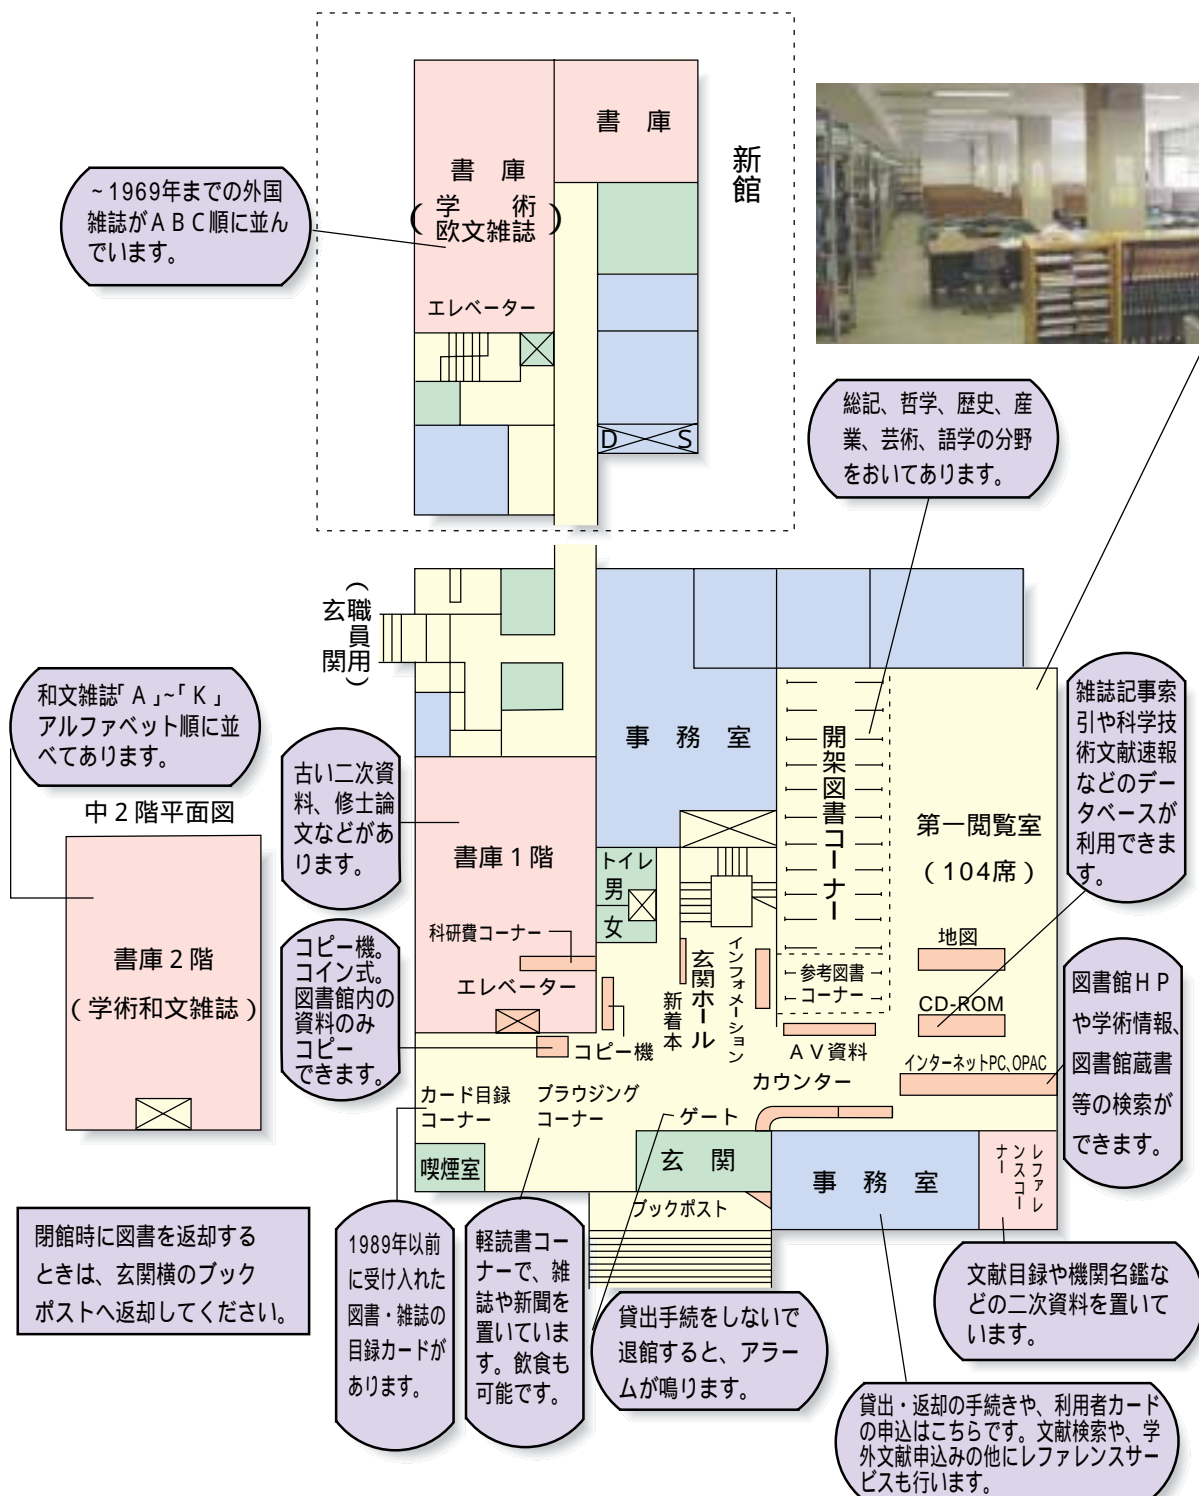 書　庫
新館
書　庫
（学　　術）
（欧文雑誌）
～1969年までの外国
雑誌がＡＢＣ順に並ん
でいます。
エレベーター
D　S
総記、哲学、歴史、産
業、芸術、語学の分野
をおいてあります。
（職員用）
玄関
和文雑誌「Ａ」～「Ｋ」
アルファベット順に並
べてあります。
中２階平面図
書庫２階
（学術和文雑誌）
古い二次資
料、修士論
文などがあ
ります。
事　務　室
開架図書コーナー
第一閲覧室
（104席）
雑誌記事索
引や科学技
術文献速報
などのデー
タベースが
利用できま
す。
書庫１階
トイレ
男
女
科研費コーナー
エレベーター
コピー機。
コイン式。
図書館内の
資料のみ
コピー
できます。
コピー機
新着本
玄関ホール
インフォメーション
参考図書
コーナー
地図
CD-ROM
ＡＶ資料
インターネットPC、OPAC
図書館ＨＰ
や学術情報、
図書館蔵書
等の検索が
できます。
カウンター
カード目録
コーナー
ブラウジング
コーナー
ゲート
喫煙室
玄　関
事　務　室
レファレ
ンスコー
ナー
ブックポスト
閉館時に図書を返却する
ときは、玄関横のブック
ポストへ返却してください。
1989年以前
に受け入れた
図書・雑誌の
目録カードが
あります。
軽読書コー
ナーで、雑
誌や新聞を
置いていま
す。飲食も
可能です。
貸出手続をしないで
退館すると、アラー
ムが鳴ります。
文献目録や機関名鑑な
どの二次資料を置いて
います。
貸出・返却の手続きや、利用者カード
の申込はこちらです。文献検索や、学
外文献申込みの他にレファレンスサー
ビスも行います。